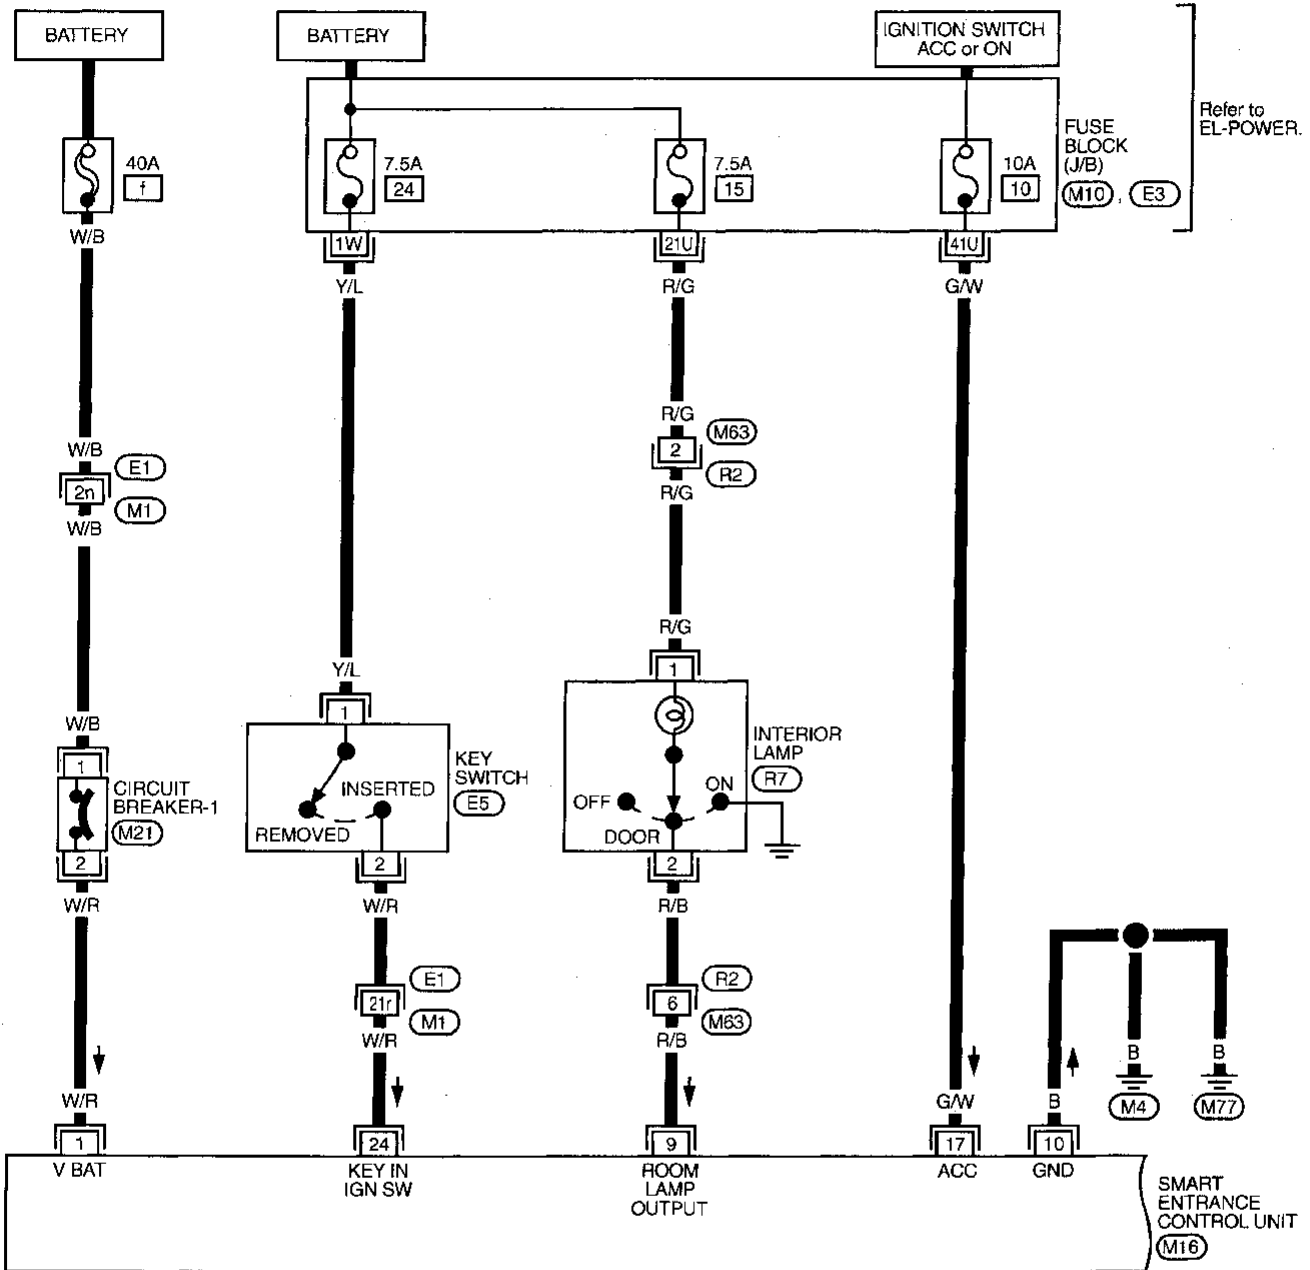 BATTERY
BATTERY
IGNITION SWITCH
ACC or ON
Refer to
EL-POWER.
40A
f
7.5A
24
7.5A
15
10A
10
FUSE
BLOCK
(J/B)
M10 , E3
W/B
1W
21U
41U
Y/L
R/G
G/W
R/G
M63
2
R2
R/G
W/B
E1
2n
M1
W/B
R/G
Y/L
1
1
W/B
1
CIRCUIT
BREAKER-1
M21
2
KEY
SWITCH
E5
INSERTED
REMOVED
2
INTERIOR
LAMP
R7
OFF
ON
DOOR
2
W/R
W/R
R/B
E1
21r
M1
W/R
R2
6
M63
R/B
B
B
M4
M77
W/R
G/W
B
1
24
9
17
10
V BAT
KEY IN
IGN SW
ROOM
LAMP
OUTPUT
ACC
GND
SMART
ENTRANCE
CONTROL UNIT
M16